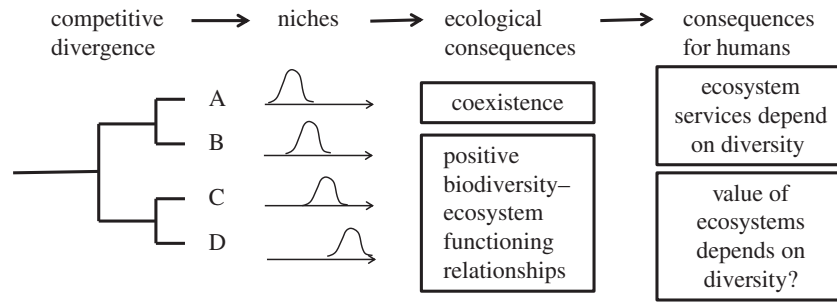 competitive
divergence
niches
ecological
consequences
consequences
for humans
A
B
C
D
coexistence
positive
biodiversity–
ecosystem
functioning
relationships
ecosystem
services depend
on diversity
value of
ecosystems
depends on
diversity?